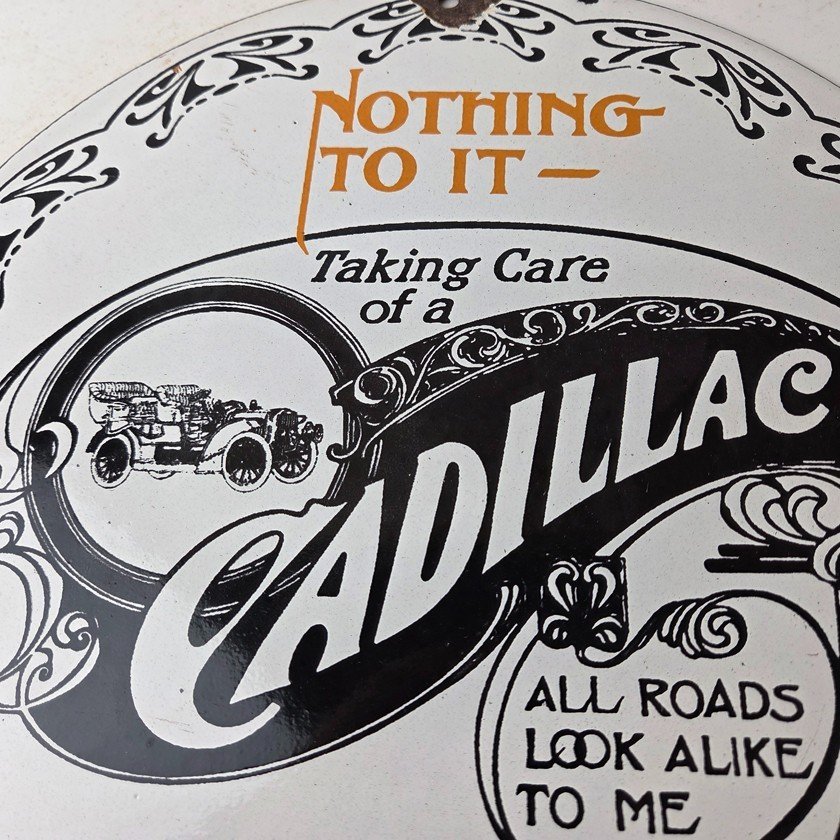 NOTHING
TO IT —
Taking Care
of a
CADILLAC
ALL ROADS
LOOK ALIKE
TO ME